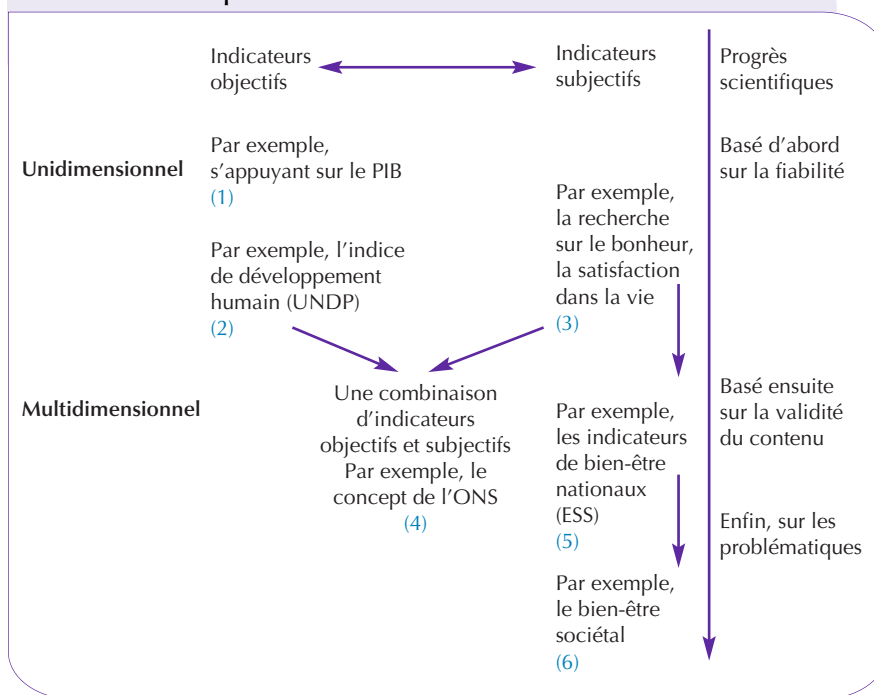 Indicateurs
objectifs
Indicateurs
subjectifs
Progrès
scientifiques
Unidimensionnel
Par exemple,
s'appuyant sur le PIB
(1)
Basé d'abord
sur la fiabilité
Par exemple,
la recherche
sur le bonheur,
la satisfaction
dans la vie
(3)
Par exemple, l'indice
de développement
humain (UNDP)
(2)
Multidimensionnel
Une combinaison
d'indicateurs
objectifs et subjectifs
Par exemple, le
concept de l'ONS
(4)
Par exemple,
les indicateurs
de bien-être
nationaux
(ESS)
(5)
Basé ensuite
sur la validité
du contenu
Enfin, sur les
problématiques
Par exemple,
le bien-être
sociétal
(6)